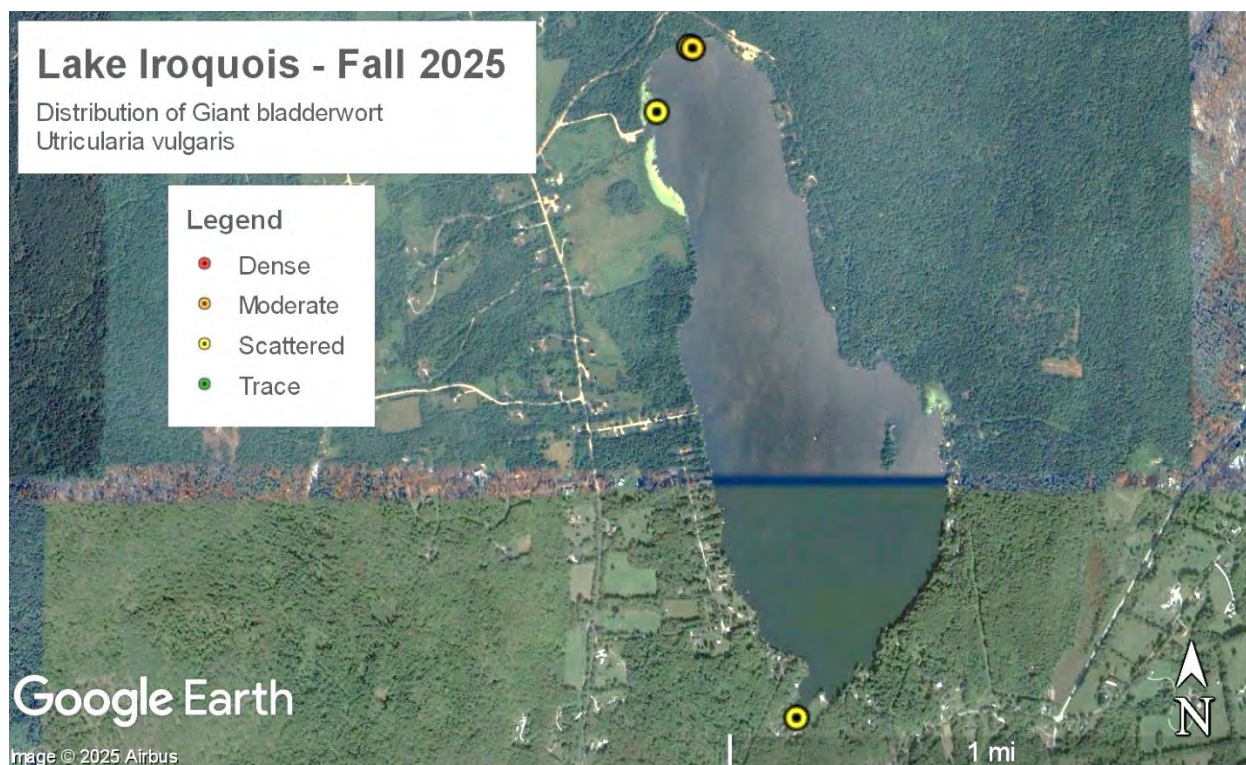 Lake Iroquois - Fall 2025
Distribution of Giant bladderwort
Utricularia vulgaris
Legend
Dense
Moderate
Scattered
Trace
Google Earth
Image © 2025 Airbus
1 mi
N